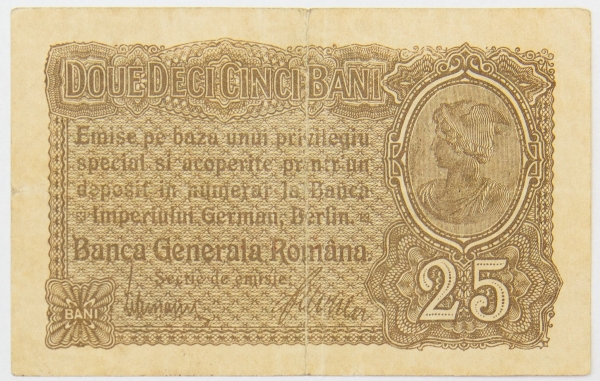 DOUE DECI CINCI BANI
Emise pe baza unui privilegiu
special si acoperite printr'un
deposit in numerar la Banca
Imperiului German, Berlin.
Banca Generala Româna
Sectie de emisie:
BANI
25